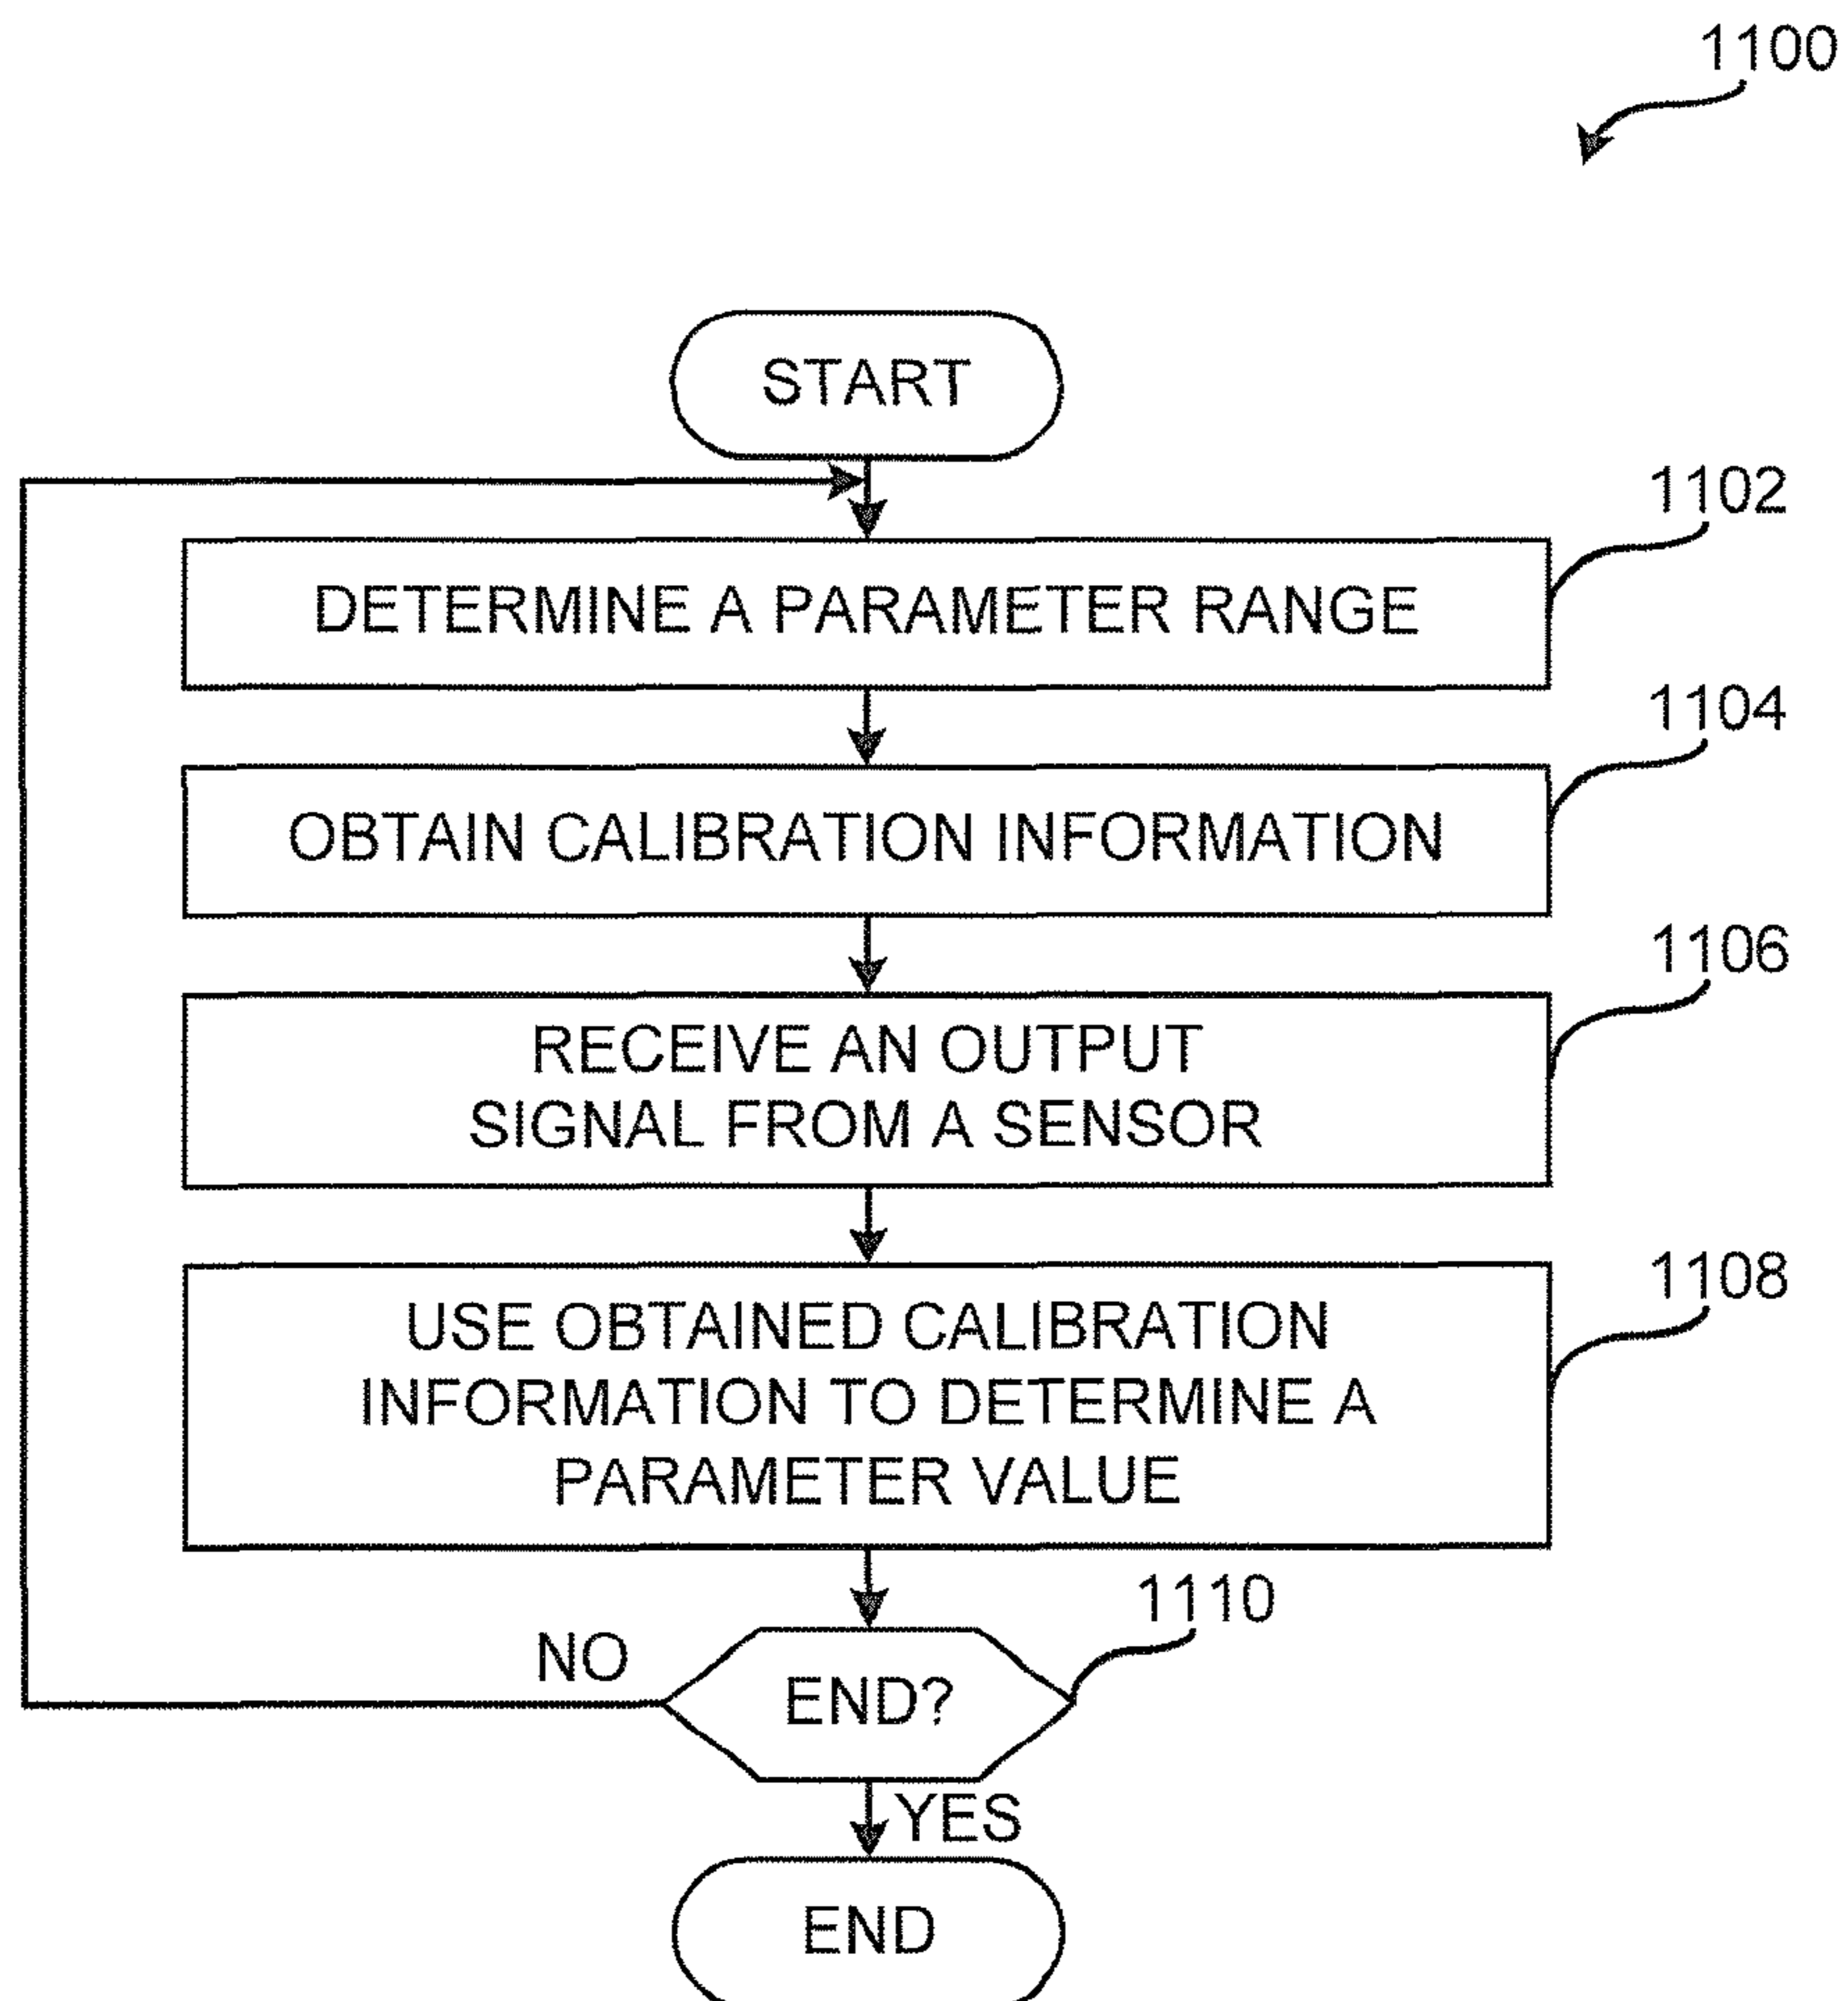 1100
START
1102
DETERMINE A PARAMETER RANGE
1104
OBTAIN CALIBRATION INFORMATION
1106
RECEIVE AN OUTPUT
SIGNAL FROM A SENSOR
1108
USE OBTAINED CALIBRATION
INFORMATION TO DETERMINE A
PARAMETER VALUE
1110
NO
END?
YES
END